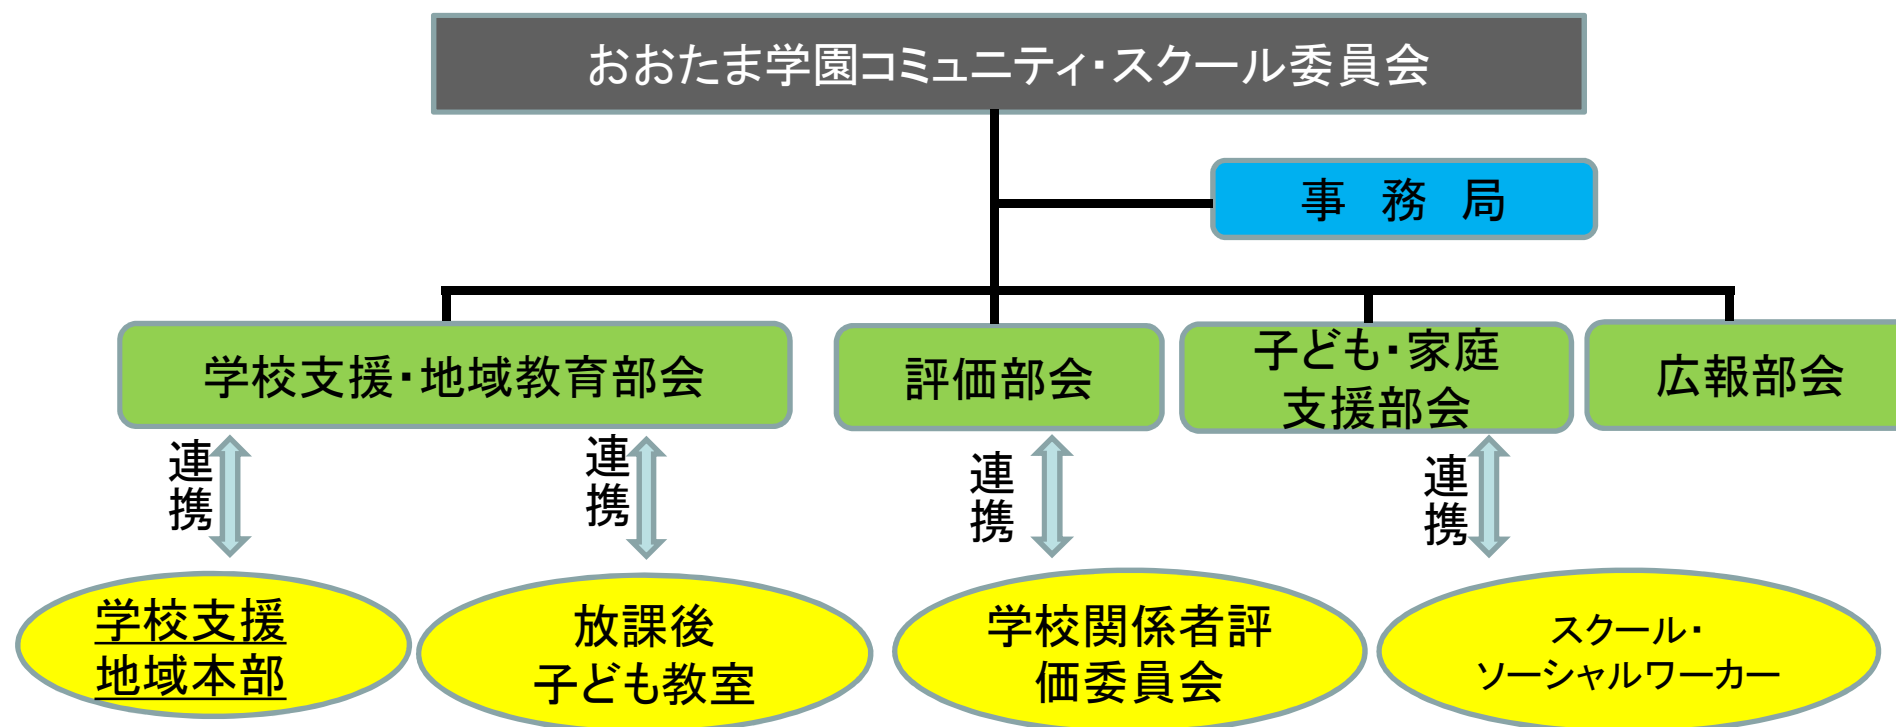 おおたま学園コミュニティ・スクール委員会
事　務　局
学校支援・地域教育部会
評価部会
子ども・家庭
支援部会
広報部会
連携
連携
連携
連携
学校支援
地域本部
放課後
子ども教室
学校関係者評
価委員会
スクール・
ソーシャルワーカー